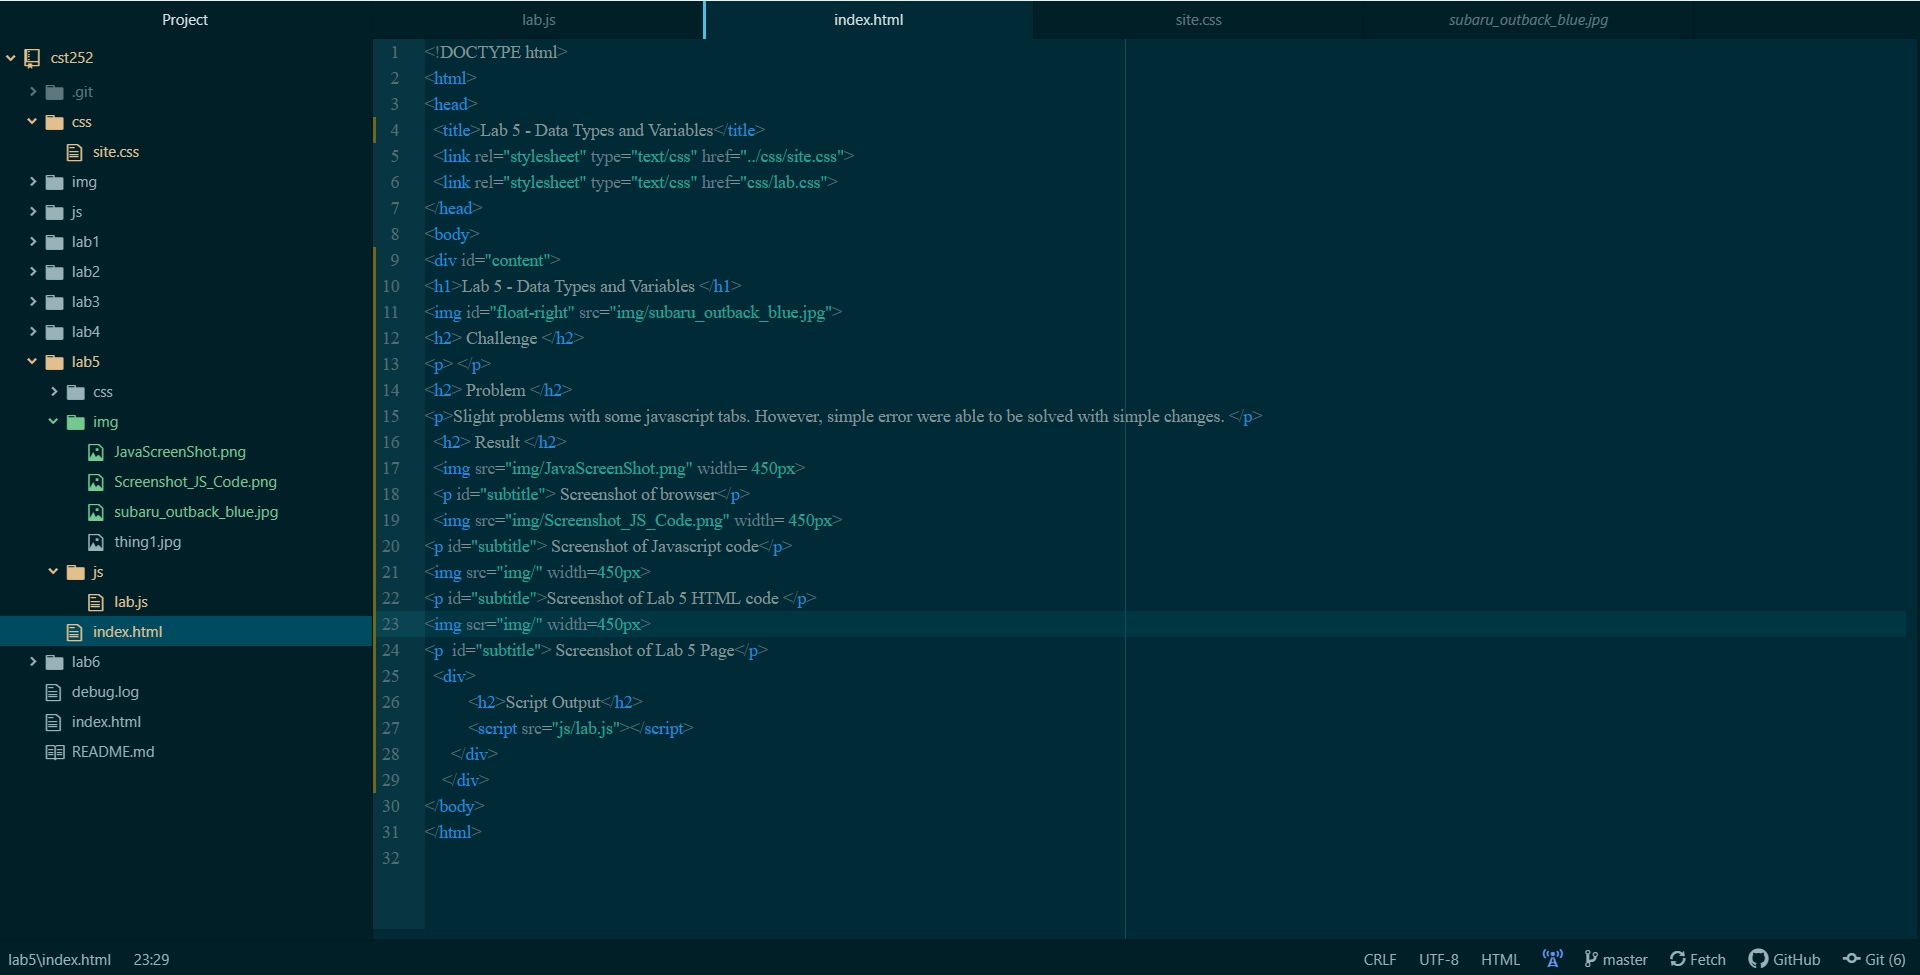 Project
lab.js
index.html
site.css
subaru_outback_blue.jpg
cst252
.git
css
site.css
img
js
lab1
lab2
lab3
lab4
lab5
css
img
JavaScreenShot.png
Screenshot_JS_Code.png
subaru_outback_blue.jpg
thing1.jpg
js
lab.js
index.html
lab6
debug.log
index.html
README.md
1 <!DOCTYPE html>
2 <html>
3 <head>
4 <title>Lab 5 - Data Types and Variables</title>
5 <link rel="stylesheet" type="text/css" href="../css/site.css">
6 <link rel="stylesheet" type="text/css" href="css/lab.css">
7 </head>
8 <body>
9 <div id="content">
10 <h1>Lab 5 - Data Types and Variables </h1>
11 <img id="float-right" src="img/subaru_outback_blue.jpg">
12 <h2> Challenge </h2>
13 <p> </p>
14 <h2> Problem </h2>
15 <p>Slight problems with some javascript tabs. However, simple error were able to be solved with simple changes. </p>
16 <h2> Result </h2>
17 <img src="img/JavaScreenShot.png" width= 450px>
18 <p id="subtitle"> Screenshot of browser</p>
19 <img src="img/Screenshot_JS_Code.png" width= 450px>
20 <p id="subtitle"> Screenshot of Javascript code</p>
21 <img src="img/" width=450px>
22 <p id="subtitle">Screenshot of Lab 5 HTML code </p>
23 <img scr="img/" width=450px>
24 <p  id="subtitle"> Screenshot of Lab 5 Page</p>
25 <div>
26 <h2>Script Output</h2>
27 <script src="js/lab.js"></script>
28 </div>
29 </div>
30 </body>
31 </html>
32
lab5\index.html 23:29 CRLF UTF-8 HTML master Fetch GitHub Git (6)